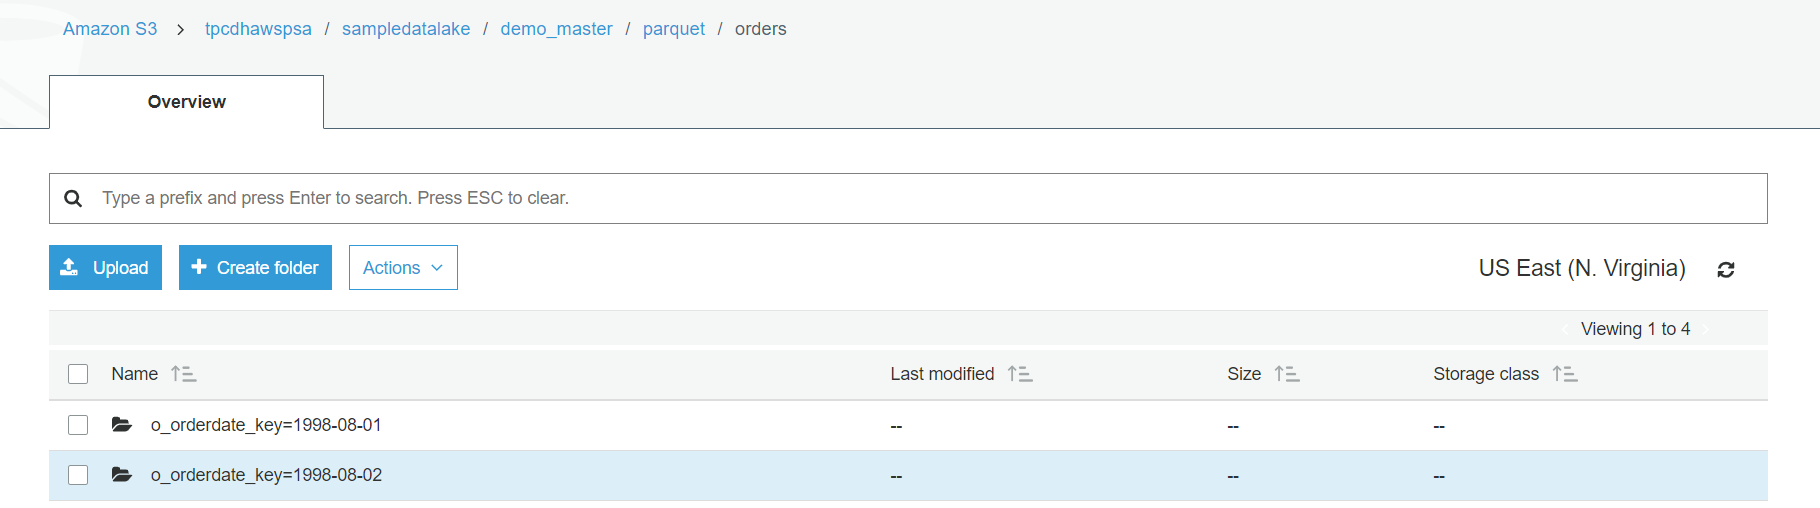 Amazon S3 > tpcdhawspsa / sampledatalake / demo_master / parquet / orders
Overview
Type a prefix and press Enter to search. Press ESC to clear.
Upload + Create folder Actions US East (N. Virginia)
Viewing 1 to 4
Name Last modified Size Storage class
o_orderdate_key=1998-08-01 -- -- --
o_orderdate_key=1998-08-02 -- -- --